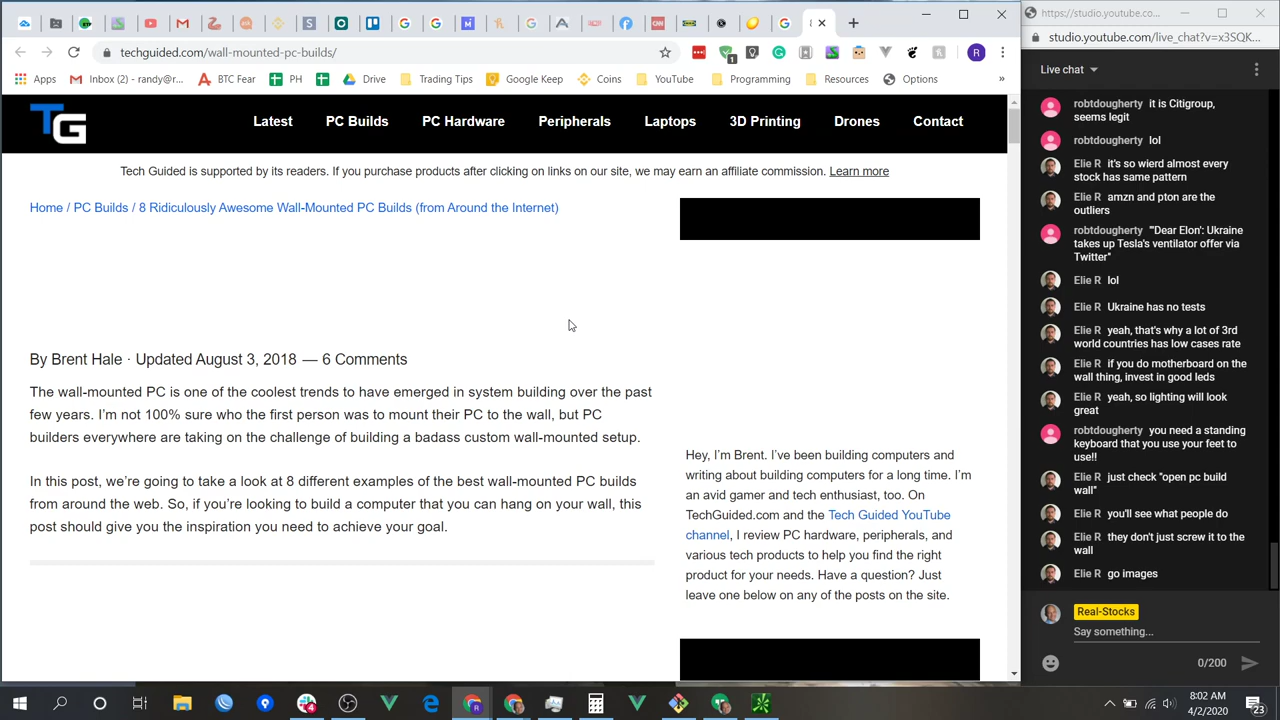 https://studio.youtube.co...
techguided.com/wall-mounted-pc-builds/
R
studio.youtube.com/live_chat?v=x3SQK...
Apps
Inbox (2) - randy@r...
BTC Fear
PH
Drive
Trading Tips
Google Keep
Coins
YouTube
Programming
Resources
Options
»
TG
Latest
PC Builds
PC Hardware
Peripherals
Laptops
3D Printing
Drones
Contact
Tech Guided is supported by its readers. If you purchase products after clicking on links on our site, we may earn an affiliate commission. Learn more
Home / PC Builds / 8 Ridiculously Awesome Wall-Mounted PC Builds (from Around the Internet)
By Brent Hale · Updated August 3, 2018 — 6 Comments
The wall-mounted PC is one of the coolest trends to have emerged in system building over the past
few years. I'm not 100% sure who the first person was to mount their PC to the wall, but PC
builders everywhere are taking on the challenge of building a badass custom wall-mounted setup.
In this post, we're going to take a look at 8 different examples of the best wall-mounted PC builds
from around the web. So, if you're looking to build a computer that you can hang on your wall, this
post should give you the inspiration you need to achieve your goal.
Hey, I'm Brent. I've been building computers and
writing about building computers for a long time. I'm
an avid gamer and tech enthusiast, too. On
TechGuided.com and the Tech Guided YouTube
channel, I review PC hardware, peripherals, and
various tech products to help you find the right
product for your needs. Have a question? Just
leave one below on any of the posts on the site.
Live chat
robtdougherty it is Citigroup,
seems legit
robtdougherty lol
Elie R it's so wierd almost every
stock has same pattern
Elie R amzn and pton are the
outliers
robtdougherty "'Dear Elon': Ukraine
takes up Tesla's ventilator offer via
Twitter"
Elie R lol
Elie R Ukraine has no tests
Elie R yeah, that's why a lot of 3rd
world countries has low cases rate
Elie R if you do motherboard on the
wall thing, invest in good leds
Elie R yeah, so lighting will look
great
robtdougherty you need a standing
keyboard that you use your feet to
use!!
Elie R just check "open pc build
wall"
Elie R you'll see what people do
Elie R they don't just screw it to the
wall
Elie R go images
Real-Stocks
Say something...
0/200
8:02 AM
4/2/2020
23